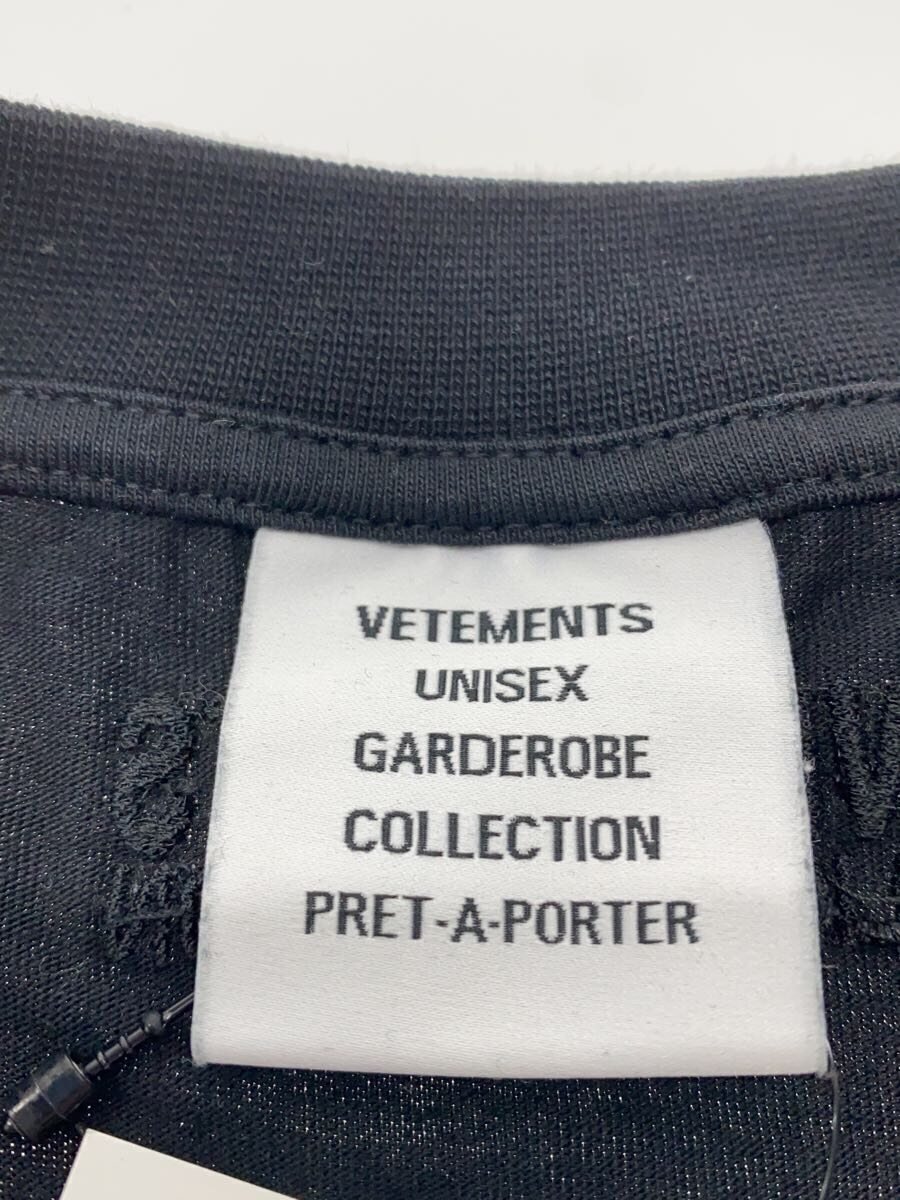 VETEMENTS
UNISEX
GARDEROBE
COLLECTION
PRET-A-PORTER